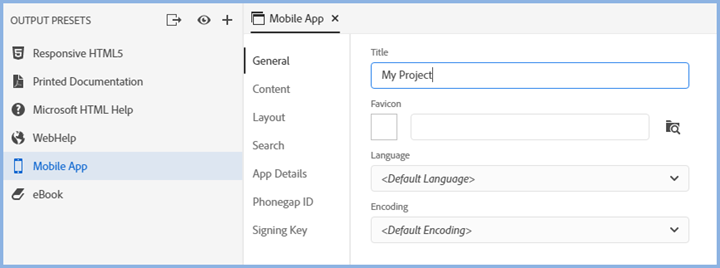 OUTPUT PRESETS
Responsive HTML5
Printed Documentation
Microsoft HTML Help
WebHelp
Mobile App
eBook
Mobile App
General
Content
Layout
Search
App Details
Phonegap ID
Signing Key
Title
My Project
Favicon
Language
<Default Language>
Encoding
<Default Encoding>